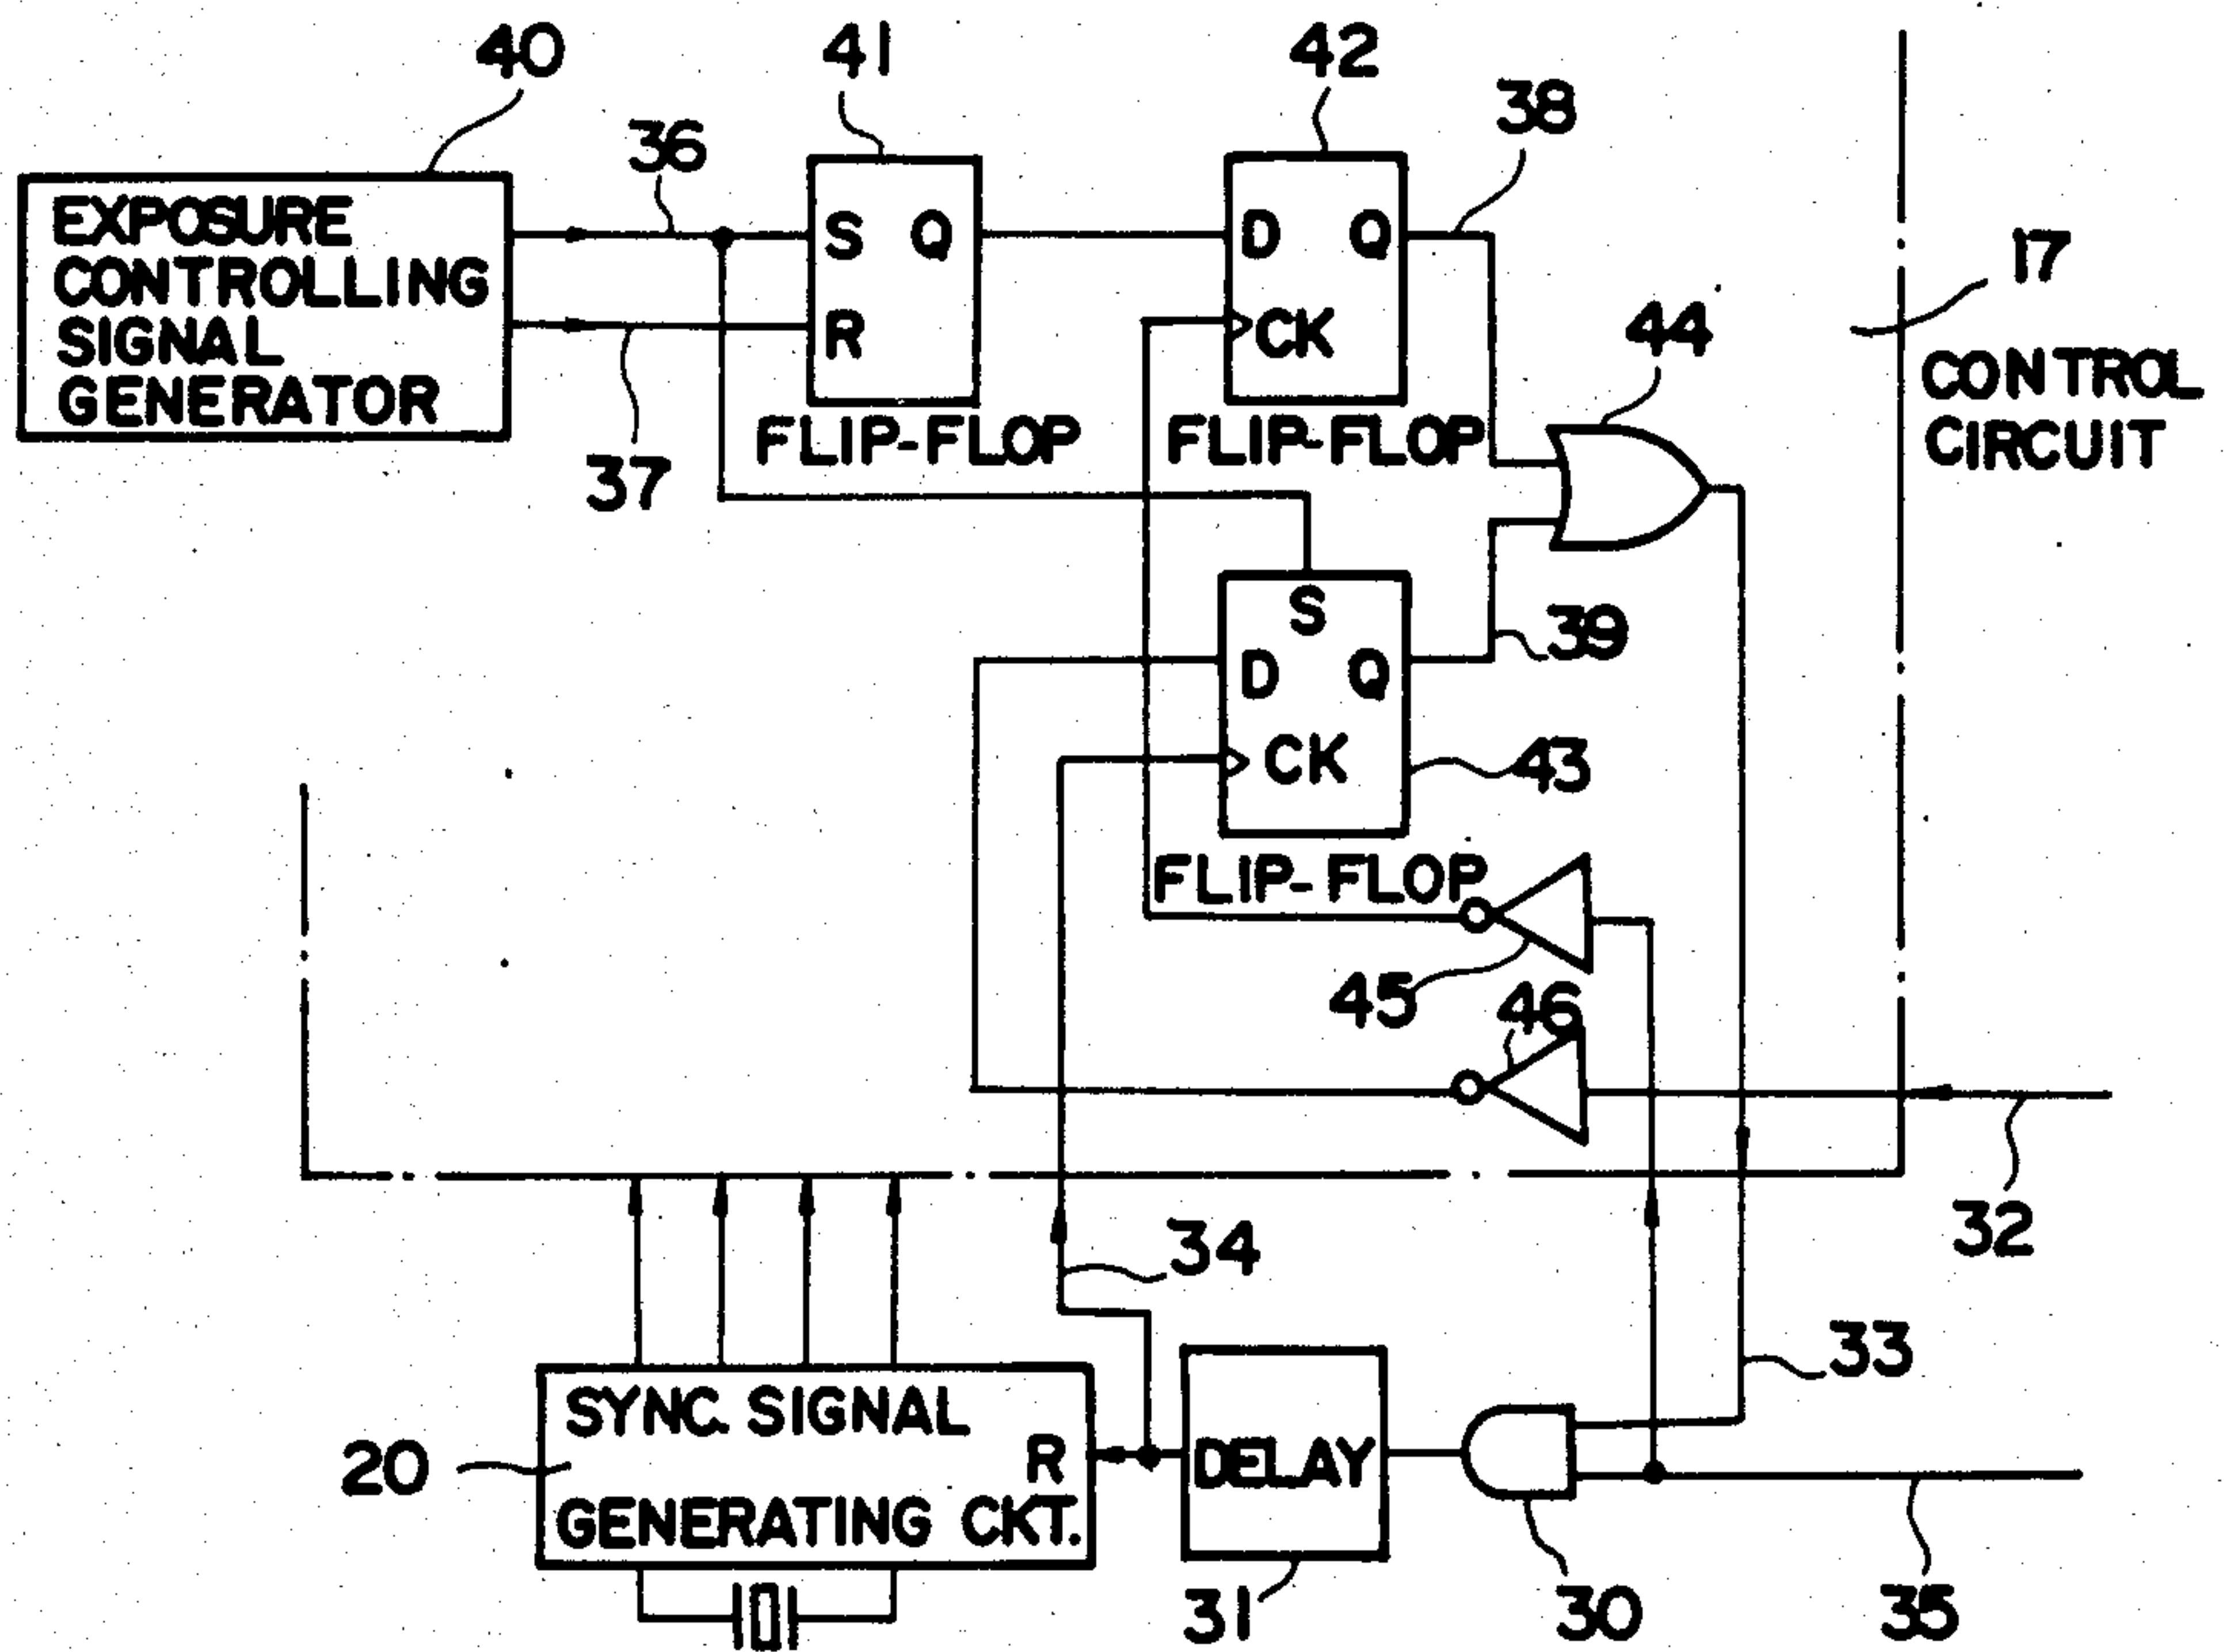 40
41
42
38
36
EXPOSURE
CONTROLLING
SIGNAL
GENERATOR
S Q
R
D Q
CK
17
CONTROL
CIRCUIT
44
FLIP-FLOP
FLIP-FLOP
37
S
D Q
CK
39
43
FLIP-FLOP
45
46
32
34
33
SYNC. SIGNAL
R
GENERATING CKT.
20
DELAY
31
30
35